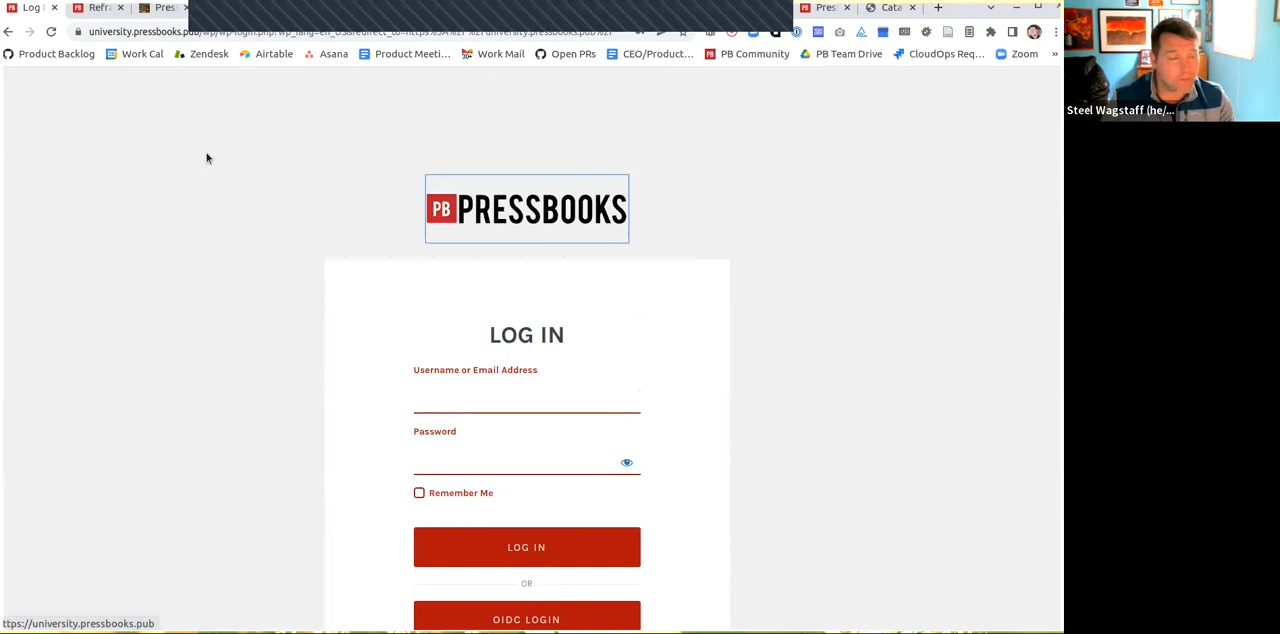 Log I
Refra
Press
Pres
Cata
university.pressbooks.pub
Product Backlog
Work Cal
Zendesk
Airtable
Asana
Product Meeti...
Work Mail
Open PRs
CEO/Product...
PB Community
PB Team Drive
CloudOps Req...
Zoom
»
Steel Wagstaff (he/...
PB PRESSBOOKS
LOG IN
Username or Email Address
Password
Remember Me
LOG IN
OR
OIDC LOGIN
ttps://university.pressbooks.pub